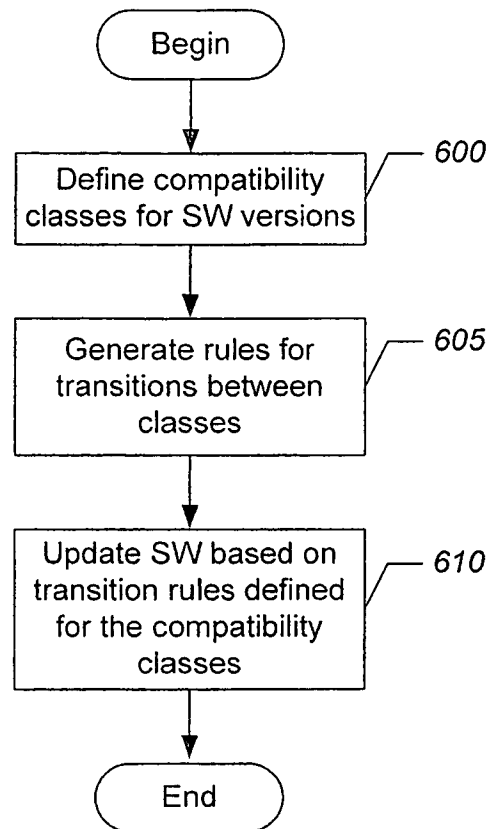 Begin
600
Define compatibility
classes for SW versions
605
Generate rules for
transitions between
classes
610
Update SW based on
transition rules defined
for the compatibility
classes
End